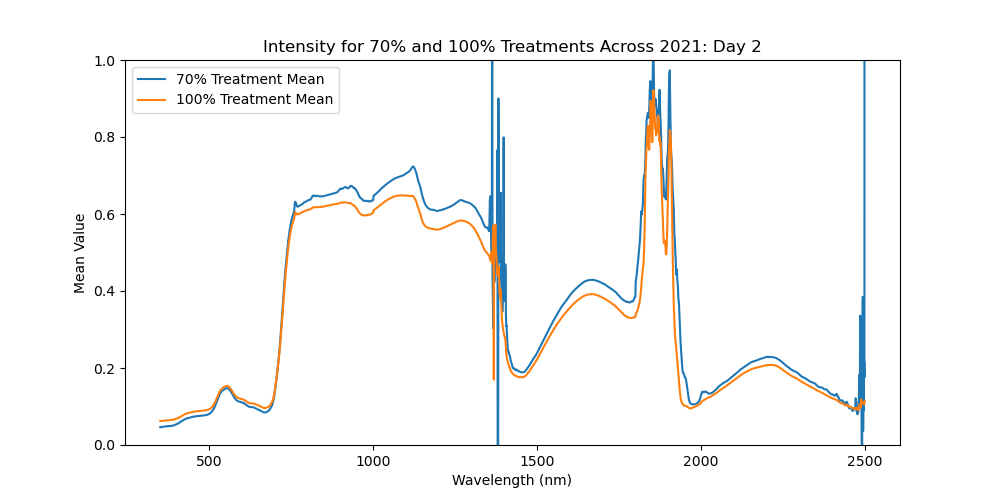 Intensity for 70% and 100% Treatments Across 2021: Day 2
70% Treatment Mean
100% Treatment Mean
Mean Value
1.0
0.8
0.6
0.4
0.2
0.0
500 1000 1500 2000 2500
Wavelength (nm)